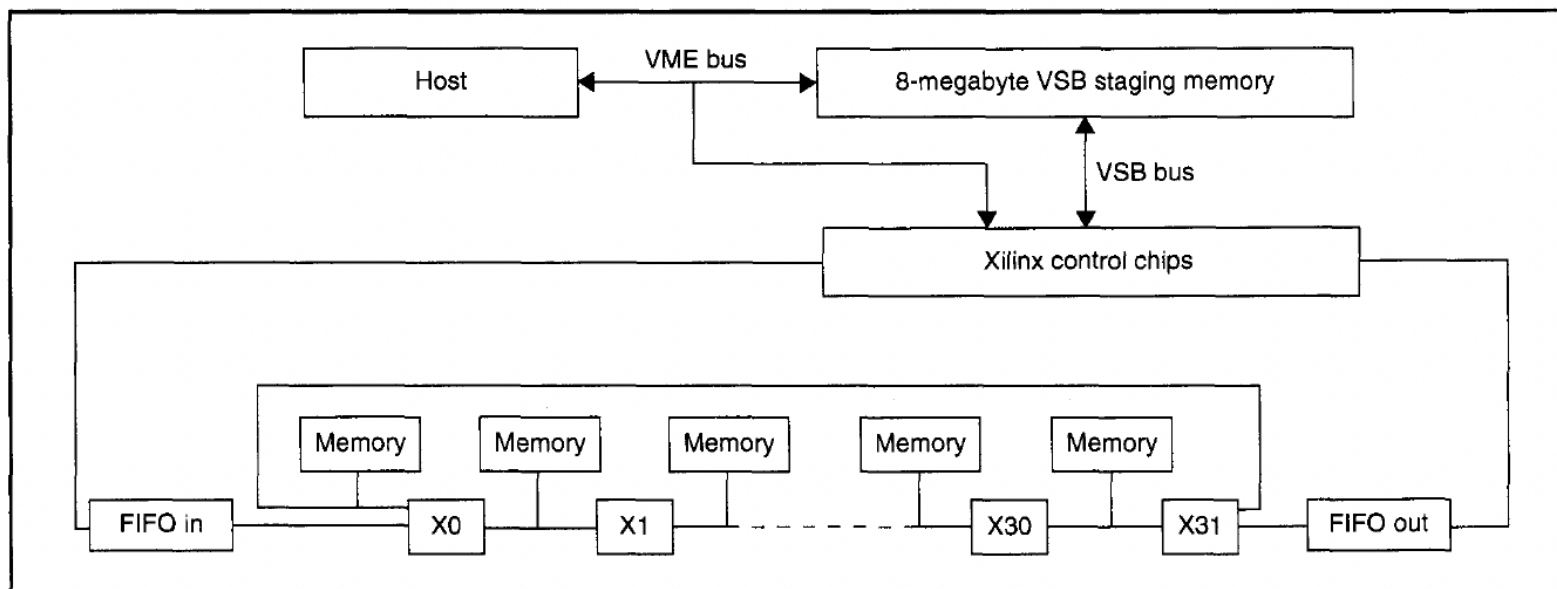 VME bus
Host
8-megabyte VSB staging memory
VSB bus
Xilinx control chips
Memory
Memory
Memory
Memory
Memory
FIFO in
X0
X1
X30
X31
FIFO out